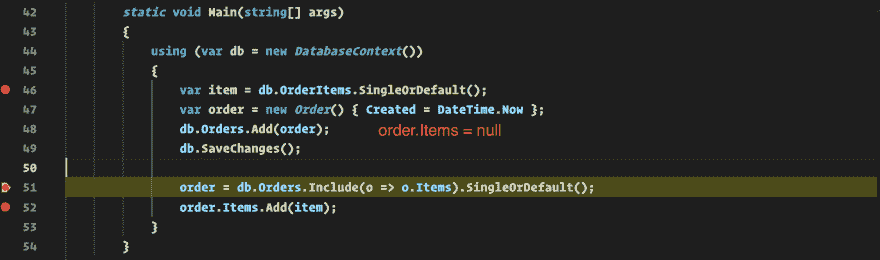 42 static void Main(string[] args)
43 {
44 using (var db = new DatabaseContext())
45 {
46 var item = db.OrderItems.SingleOrDefault();
47 var order = new Order() { Created = DateTime.Now };
48 db.Orders.Add(order); order.Items = null
49 db.SaveChanges();
50
51 order = db.Orders.Include(o => o.Items).SingleOrDefault();
52 order.Items.Add(item);
53 }
54 }